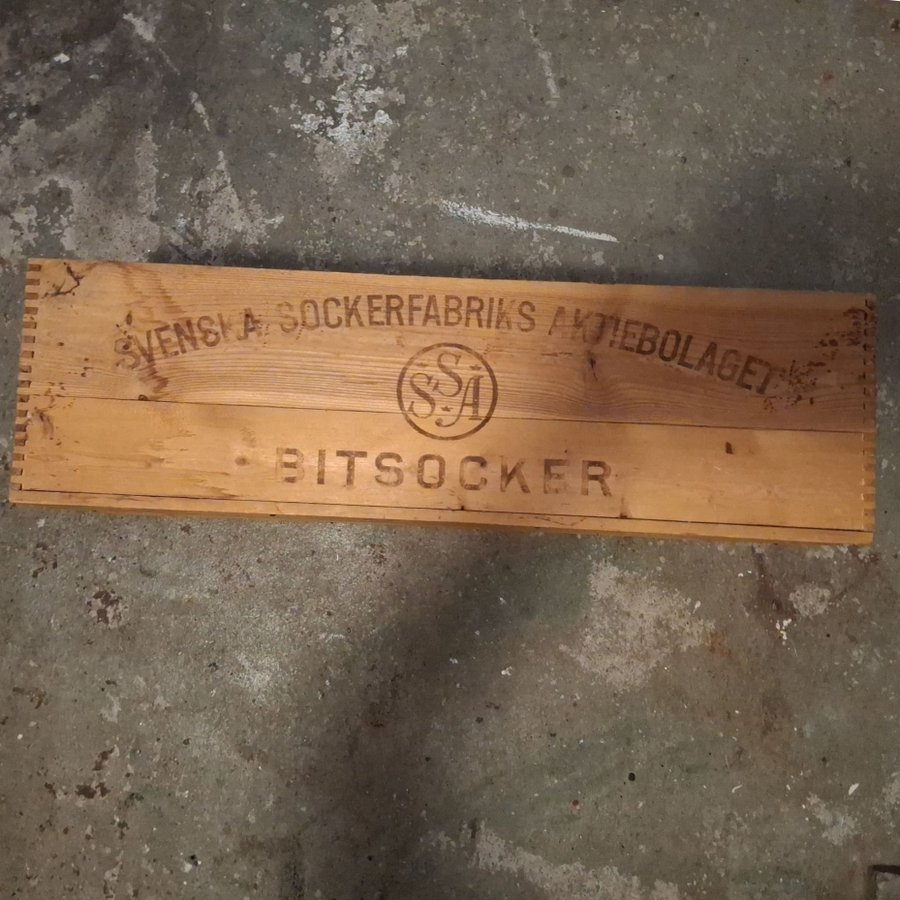 SVENSKA SOCKERFABRIKS AKTIEBOLAGET
SSA
BITSOCKER